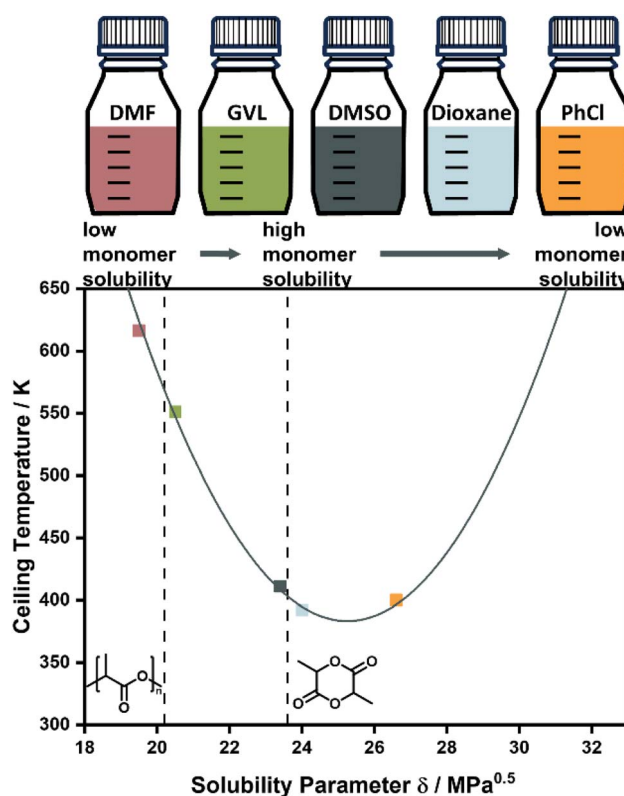 DMF GVL DMSO Dioxane PhCl
low high low
monomer monomer monomer
solubility solubility solubility
650
600
550
500
450
400
350
300
Ceiling Temperature / K
O
O
n
O
O
O
O
18 20 22 24 26 28 30 32
Solubility Parameter δ / MPa0.5